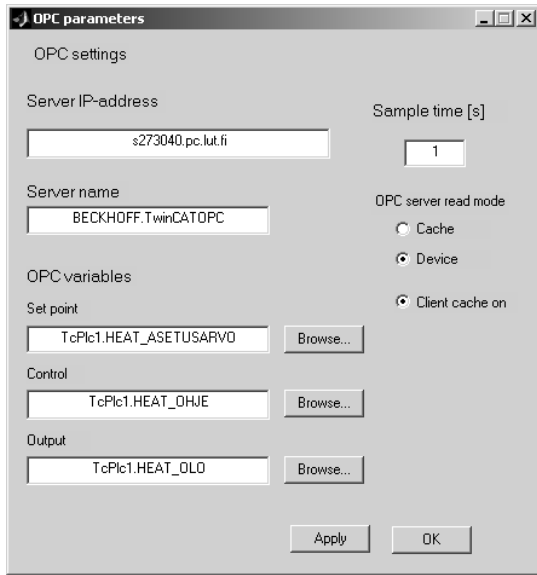 OPC parameters
OPC settings
Server IP-address
s273040.pc.lut.fi
Sample time [s]
1
Server name
BECKHOFF.TwinCATOPC
OPC server read mode
Cache
Device
Client cache on
OPC variables
Set point
TcPlc1.HEAT_ASETUSARVO
Browse...
Control
TcPlc1.HEAT_OHJE
Browse...
Output
TcPlc1.HEAT_OLO
Browse...
Apply
OK